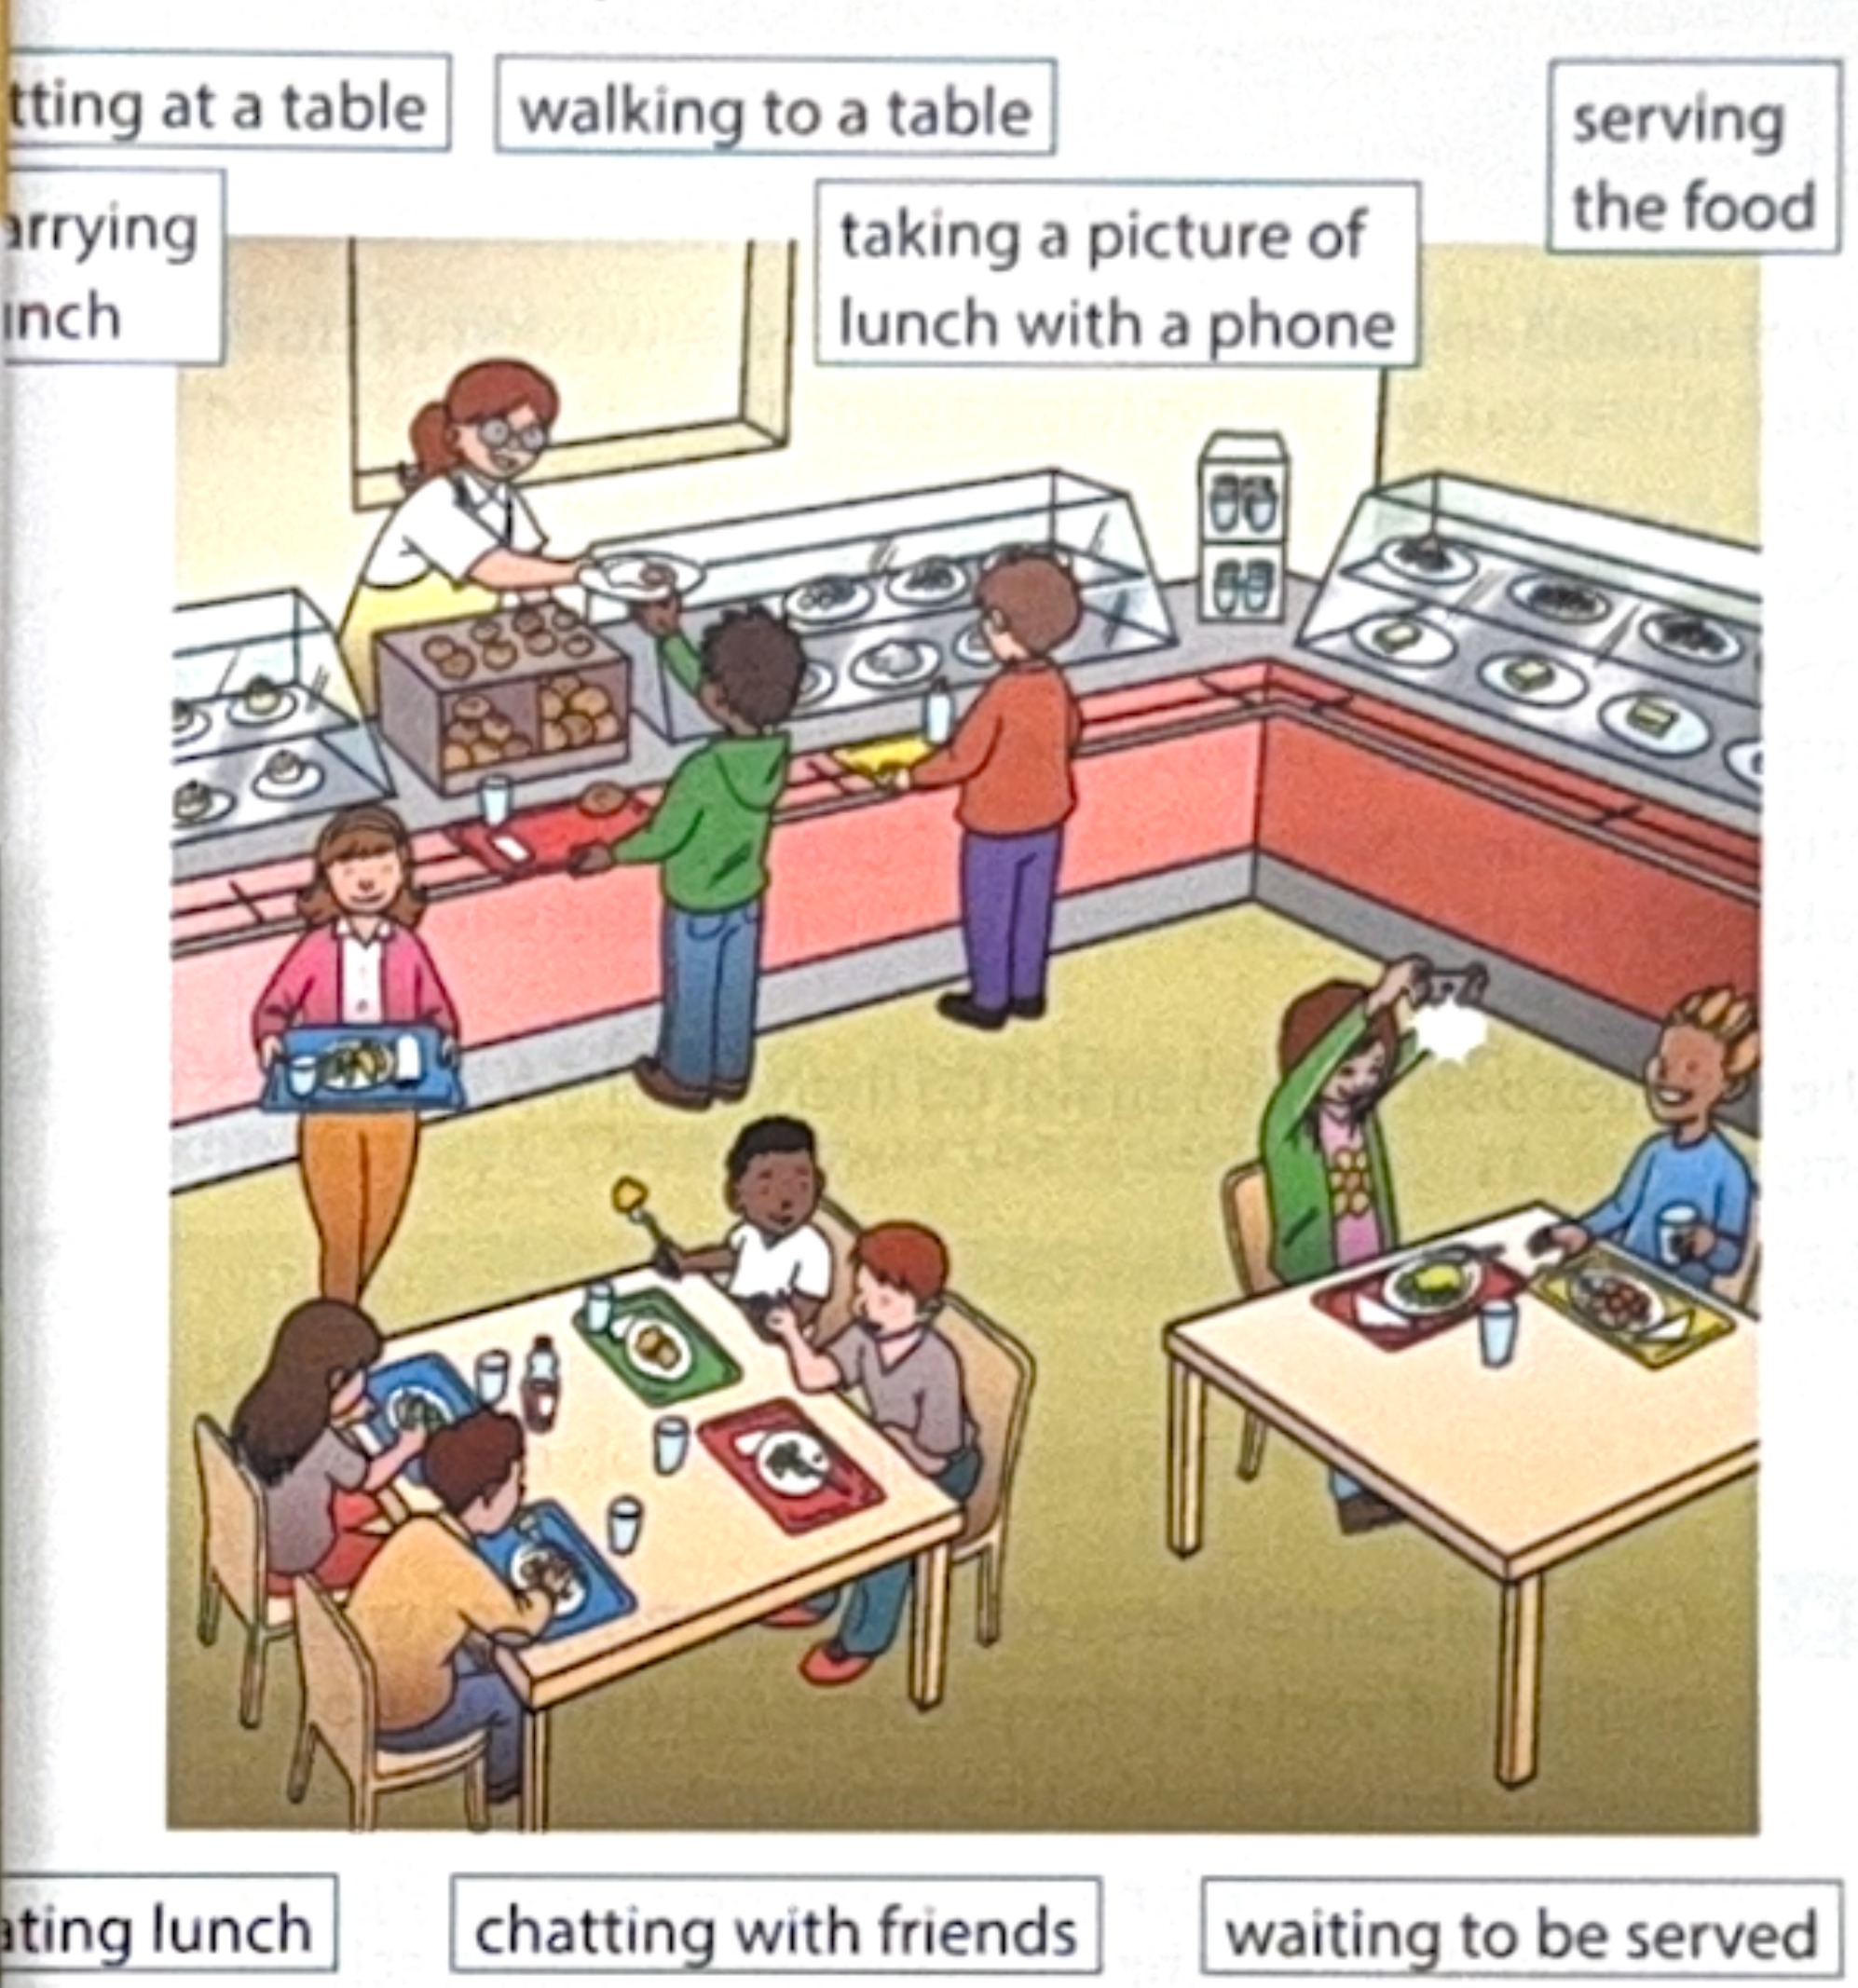 tting at a table
walking to a table
serving
the food
arrying
unch
taking a picture of
lunch with a phone
ating lunch
chatting with friends
waiting to be served